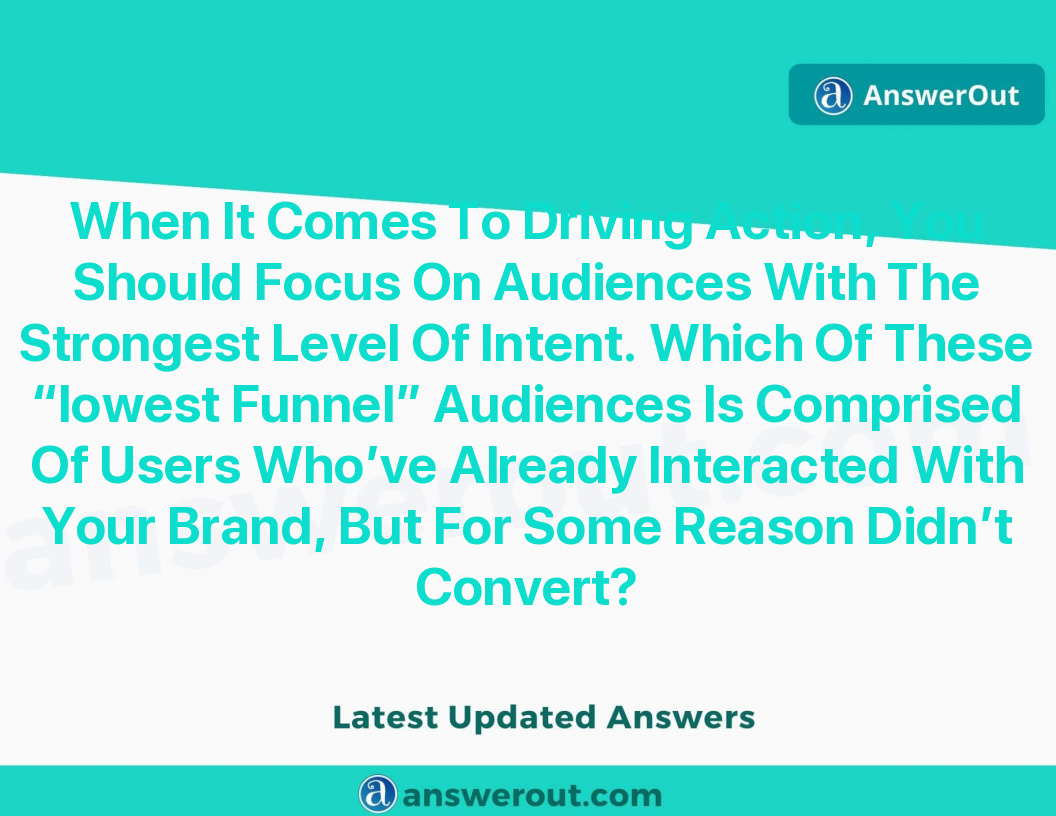 AnswerOut
When It Comes To Driving Action, You
Should Focus On Audiences With The
Strongest Level Of Intent. Which Of These
“lowest Funnel” Audiences Is Comprised
Of Users Who’ve Already Interacted With
Your Brand, But For Some Reason Didn’t
Convert?
answerout.com
Latest Updated Answers
answerout.com